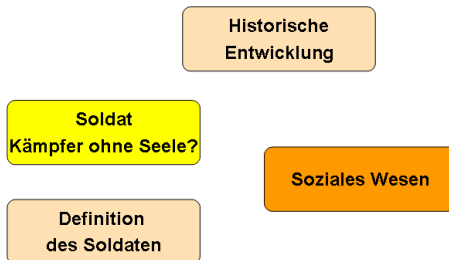 Historische
Entwicklung
Soldat
Kämpfer ohne Seele?
Soziales Wesen
Definition
des Soldaten